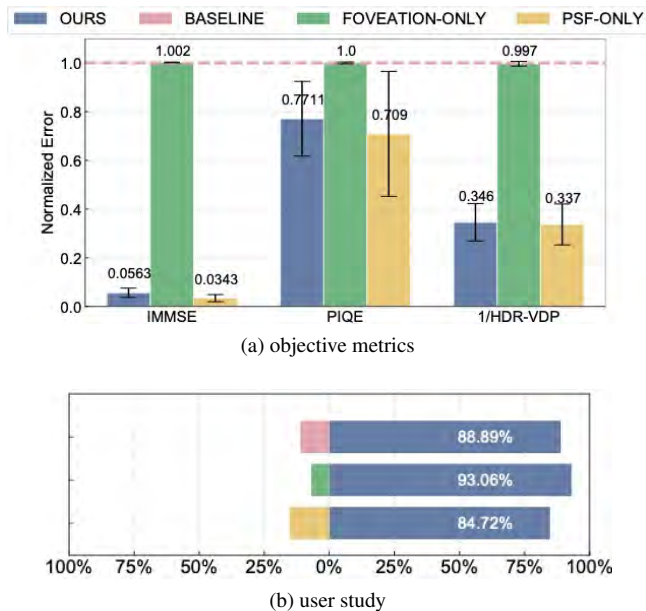 OURS BASELINE FOVEATION-ONLY PSF-ONLY
1.002 1.0 0.997
1.0
0.7711
0.8
0.709
Normalized Error
0.6
0.4
0.346 0.337
0.2
0.0563 0.0343
0.0
IMMSE PIQE 1/HDR-VDP
(a) objective metrics
88.89%
93.06%
84.72%
100% 75% 50% 25% 0% 25% 50% 75% 100%
(b) user study